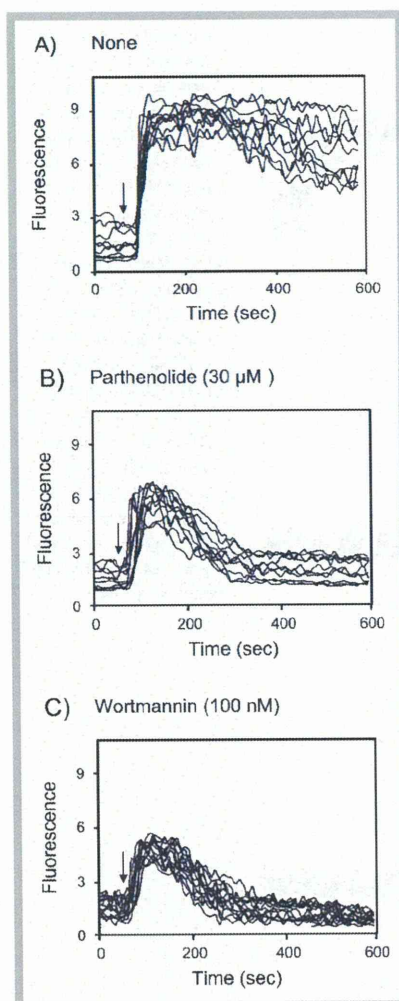 A) None
Fluorescence
9
6
3
0
0 200 400 600
Time (sec)
B) Parthenolide (30 µM )
Fluorescence
9
6
3
0
0 200 400 600
Time (sec)
C) Wortmannin (100 nM)
Fluorescence
9
6
3
0
0 200 400 600
Time (sec)